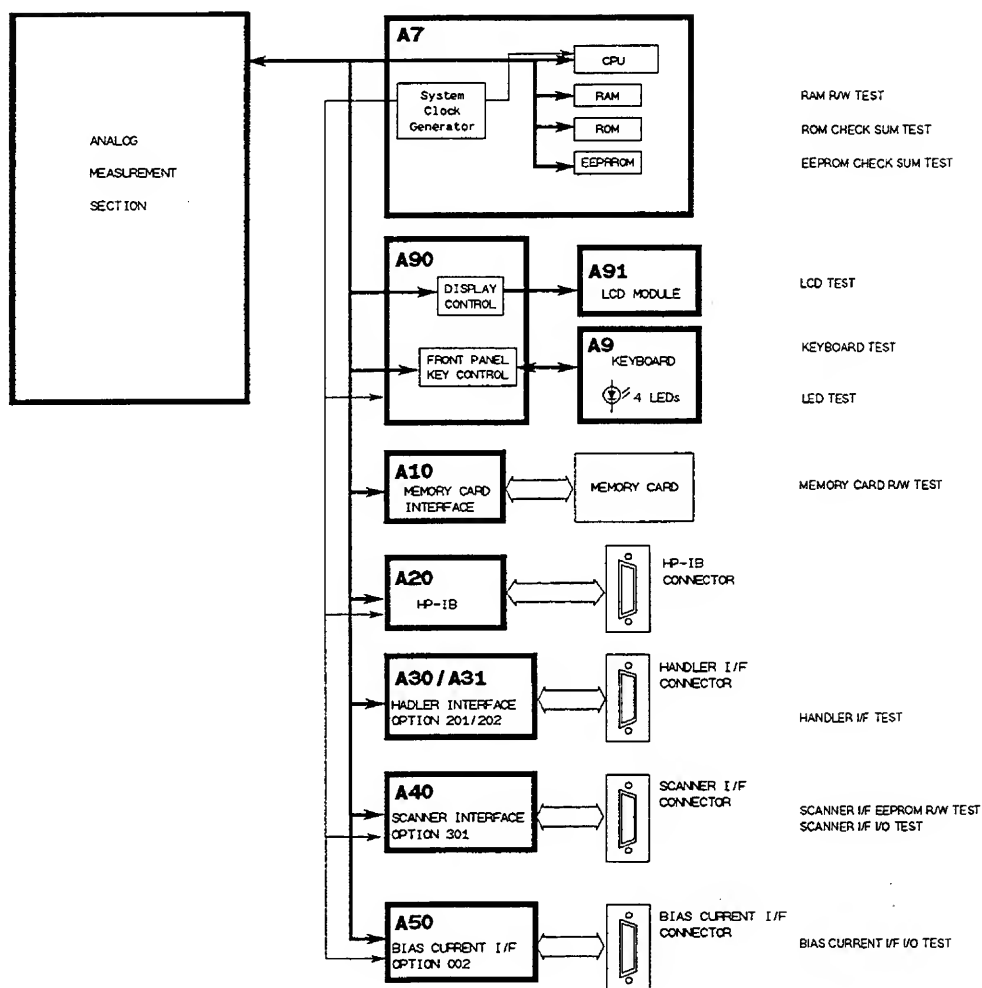 ANALOG
MEASUREMENT
SECTION
A7
CPU
System
Clock
Generator
RAM
RAM R/W TEST
ROM
ROM CHECK SUM TEST
EEPAROM
EEPROM CHECK SUM TEST
A90
DISPLAY
CONTROL
A91
LCD MODULE
LCD TEST
FRONT PANEL
KEY CONTROL
A9
KEYBOARD
4 LEDs
KEYBOARD TEST
LED TEST
A10
MEMORY CARD
INTERFACE
MEMORY CARD
MEMORY CARD R/W TEST
A20
HP-IB
HP-IB
CONNECTOR
A30/A31
HADLER INTERFACE
OPTION 201/202
HANDLER I/F
CONNECTOR
HANDLER I/F TEST
A40
SCANNER INTERFACE
OPTION 301
SCANNER I/F
CONNECTOR
SCANNER I/F EEPROM R/W TEST
SCANNER I/F I/O TEST
A50
BIAS CURRENT I/F
OPTION 002
BIAS CURRENT I/F
CONNECTOR
BIAS CURRENT I/F I/O TEST